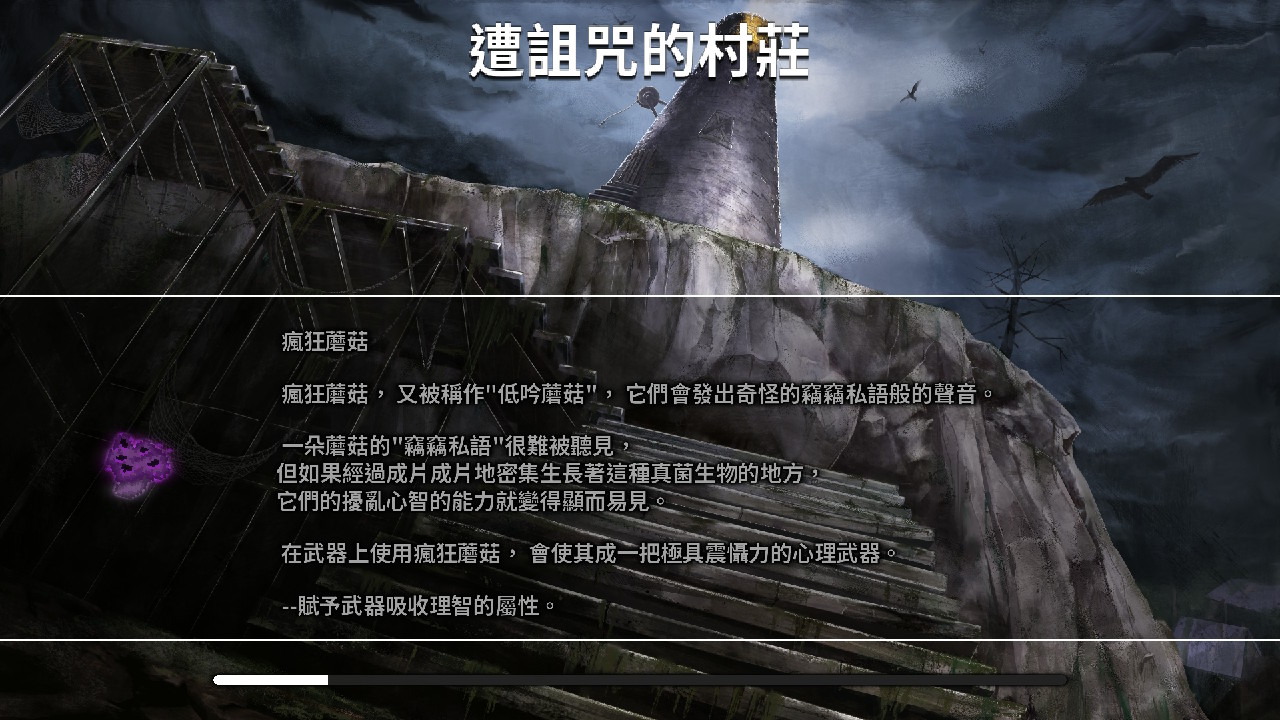 遭詛咒的村莊
瘋狂蘑菇
瘋狂蘑菇，又被稱作"低吟蘑菇"，它們會發出奇怪的竊竊私語般的聲音。
一朵蘑菇的"竊竊私語"很難被聽見，
但如果經過成片成片地密集生長著這種真菌生物的地方，
它們的擾亂心智的能力就變得顯而易見。
在武器上使用瘋狂蘑菇，會使其成一把極具震懾力的心理武器。
--賦予武器吸收理智的屬性。